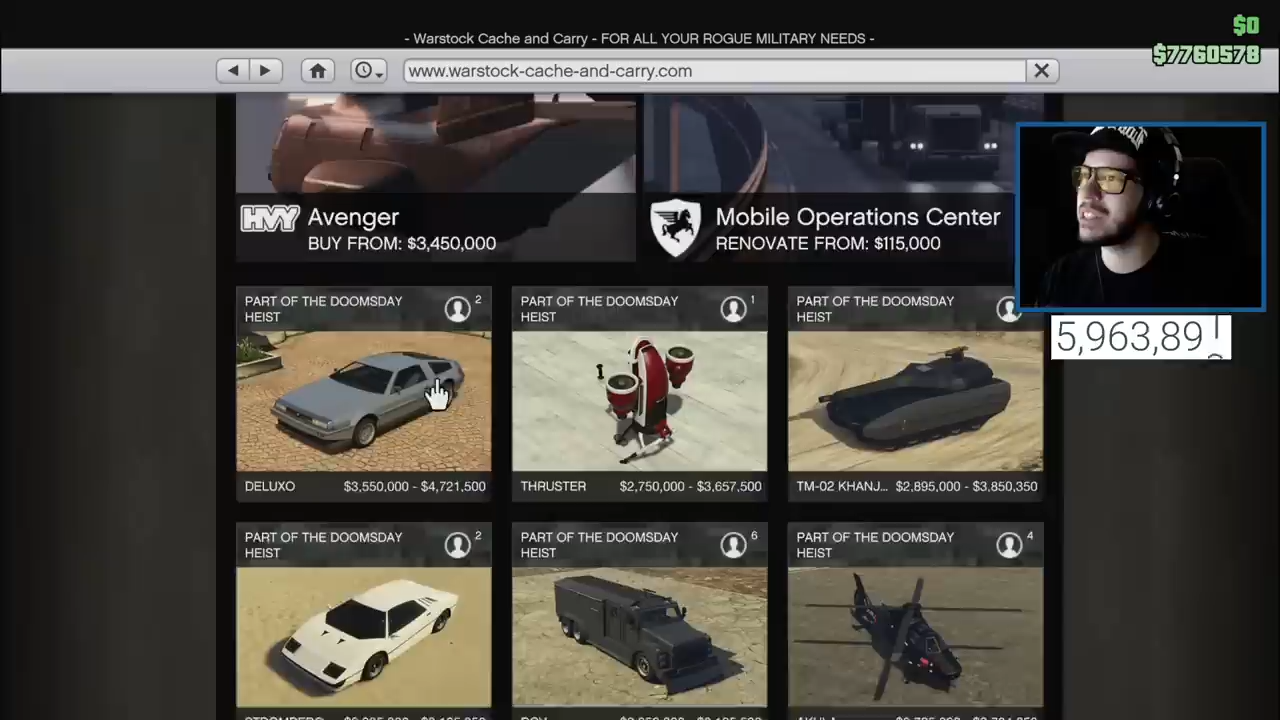 - Warstock Cache and Carry - FOR ALL YOUR ROGUE MILITARY NEEDS -
$0
$7760578
www.warstock-cache-and-carry.com
HVY Avenger
BUY FROM: $3,450,000
Mobile Operations Center
RENOVATE FROM: $115,000
5,963,89
PART OF THE DOOMSDAY
HEIST
2
PART OF THE DOOMSDAY
HEIST
1
PART OF THE DOOMSDAY
HEIST
DELUXO $3,550,000 - $4,721,500
THRUSTER $2,750,000 - $3,657,500
TM-02 KHANJ... $2,895,000 - $3,850,350
PART OF THE DOOMSDAY
HEIST
2
PART OF THE DOOMSDAY
HEIST
6
PART OF THE DOOMSDAY
HEIST
4